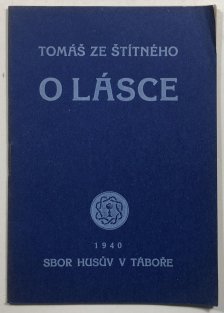 TOMÁŠ ZE ŠTÍTNÉHO
O LÁSCE
1940
SBOR HUSŮV V TÁBOŘE